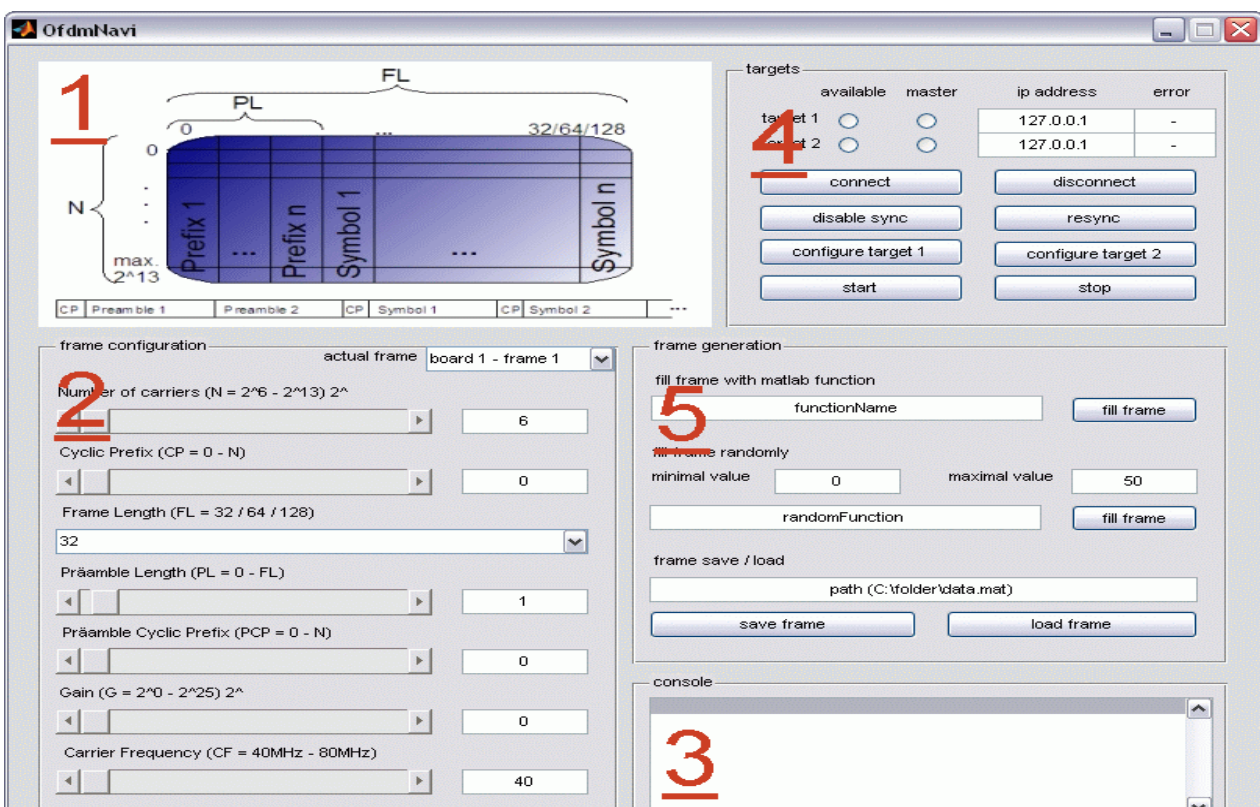 OfdmNavi
1
FL
PL
0
...
32/64/128
0
N
max.
2^13
Prefix 1
...
Prefix n
Symbol 1
...
Symbol n
CP Preamble 1 Preamble 2 CP Symbol 1 CP Symbol 2 ...
targets
available master ip address error
target 1 127.0.0.1 -
2 127.0.0.1 -
4
connect disconnect
disable sync resync
configure target 1 configure target 2
start stop
frame configuration
actual frame board 1 - frame 1
2
Number of carriers (N = 2^6 - 2^13) 2^
6
Cyclic Prefix (CP = 0 - N)
0
Frame Length (FL = 32 / 64 / 128)
32
Präamble Length (PL = 0 - FL)
1
Präamble Cyclic Prefix (PCP = 0 - N)
0
Gain (G = 2^0 - 2^25) 2^
0
Carrier Frequency (CF = 40MHz - 80MHz)
40
frame generation
fill frame with matlab function
functionName fill frame
5
fill frame randomly
minimal value 0 maximal value 50
randomFunction fill frame
frame save / load
path (C:\folder\data.mat)
save frame load frame
console
3